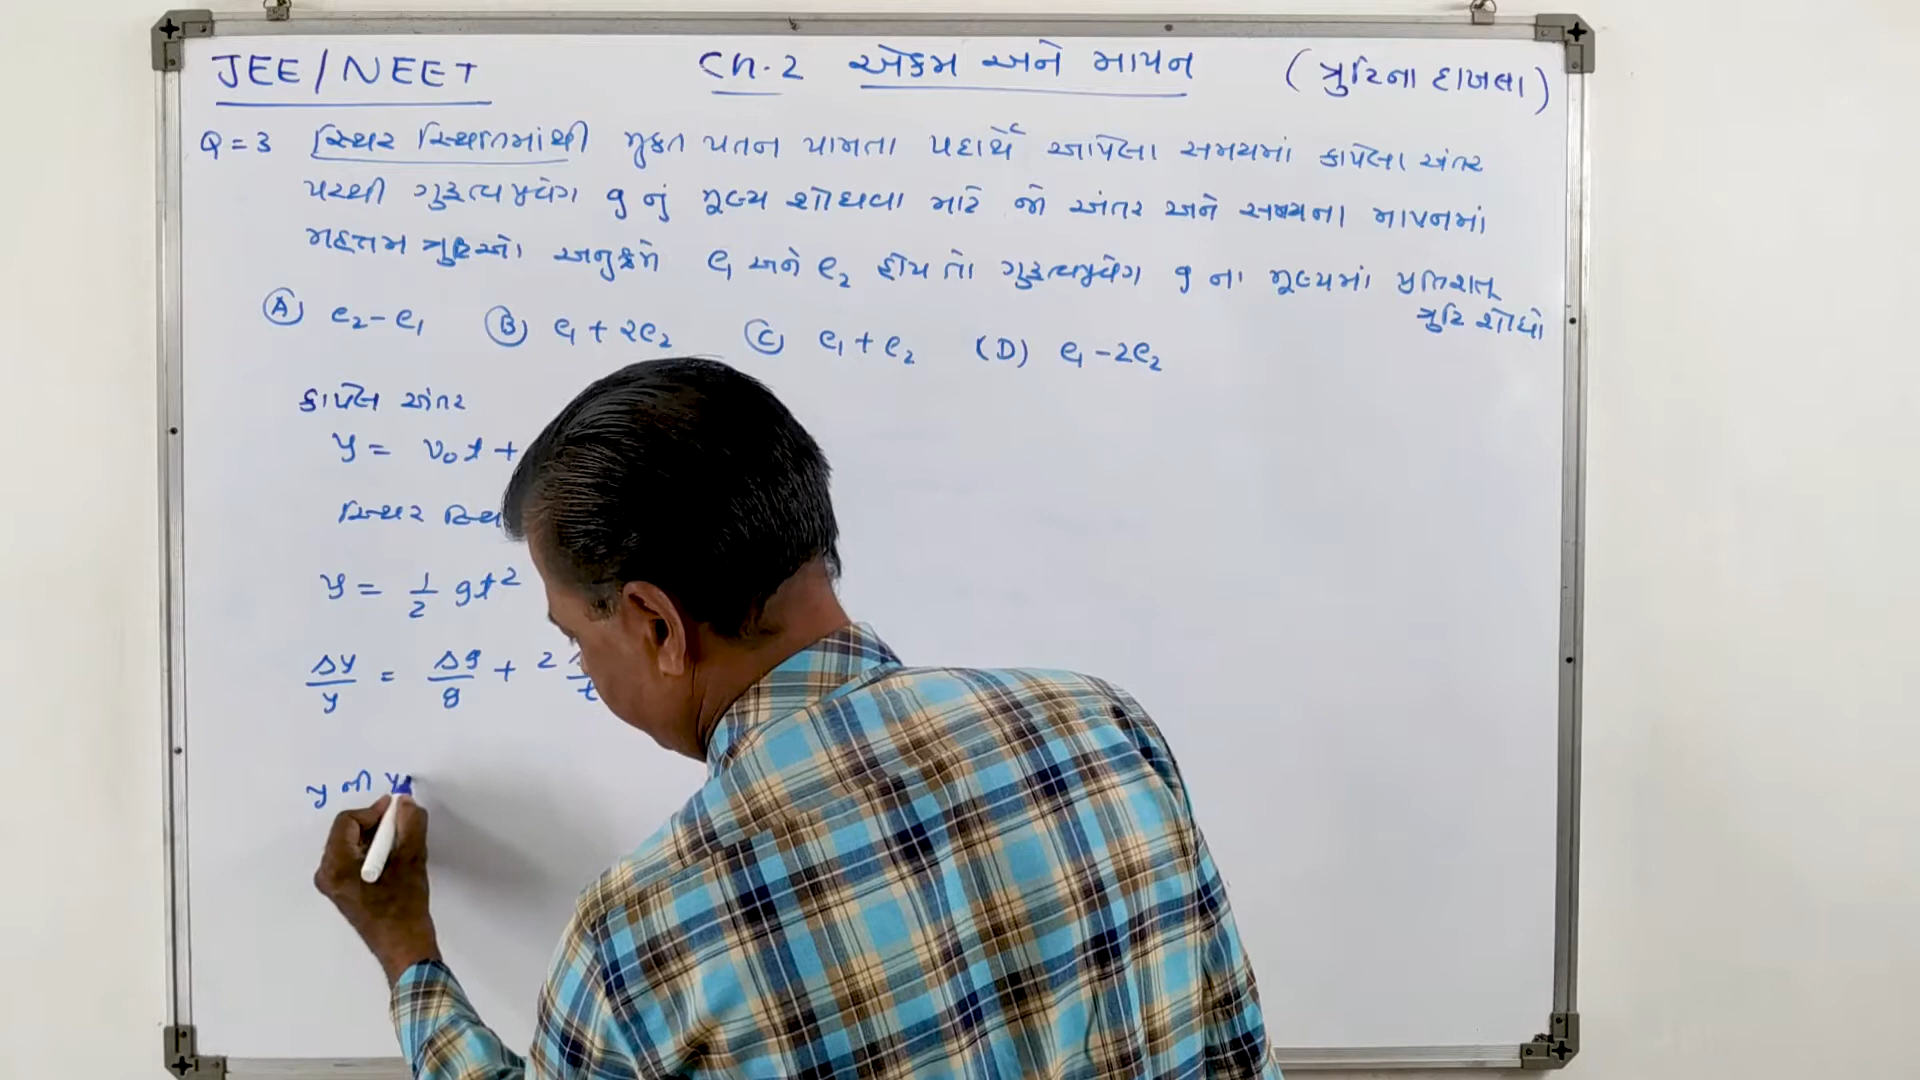 JEE/NEET Ch.2 એકમ અને માપન (ત્રુટિના દાખલા)
Q=3 સ્થિર સ્થિતિમાંથી મુક્ત પતન પામતા પદાર્થે આપેલા સમયમાં કાપેલા અંતર
પરથી ગુરુત્વપ્રવેગ g નું મૂલ્ય શોધવા માટે જો અંતર અને સમયના માપનમાં
મહત્તમ ત્રુટિઓ અનુક્રમે e₁ અને e₂ હોય તો ગુરુત્વપ્રવેગ g ના મૂલ્યમાં પ્રતિશત્
ત્રુટિ શોધો
(A) e₂-e₁ (B) e₁+2e₂ (C) e₁+e₂ (D) e₁-2e₂
કાપેલ અંતર
y = v₀t +
સ્થિર
y = 1/2 gt²
Δy/y = Δg/g + 2
y ની